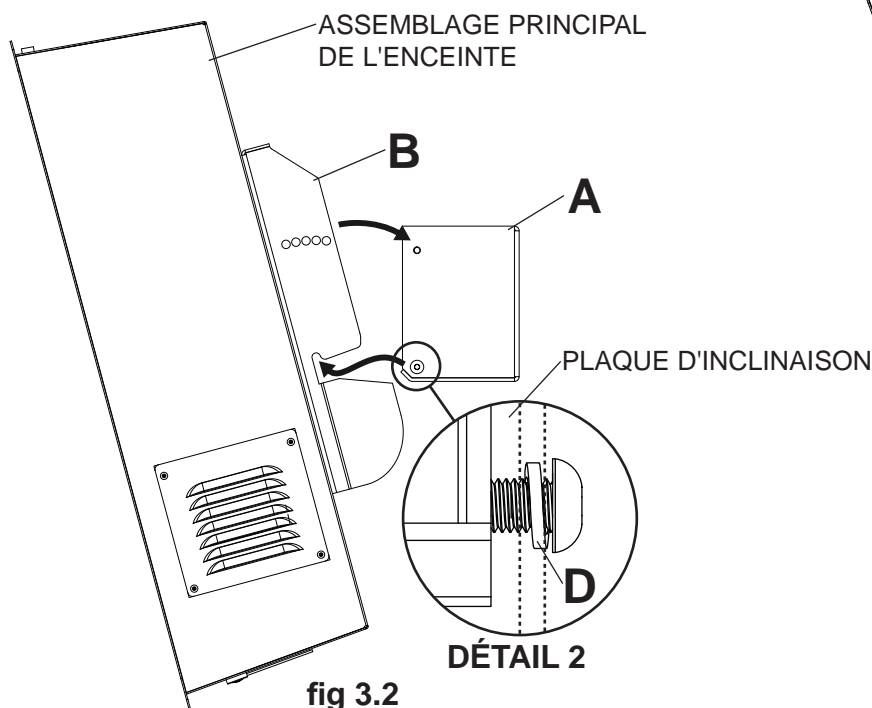 ASSEMBLAGE PRINCIPAL
DE L'ENCEINTE
B
A
PLAQUE D'INCLINAISON
D
DÉTAIL 2
fig 3.2